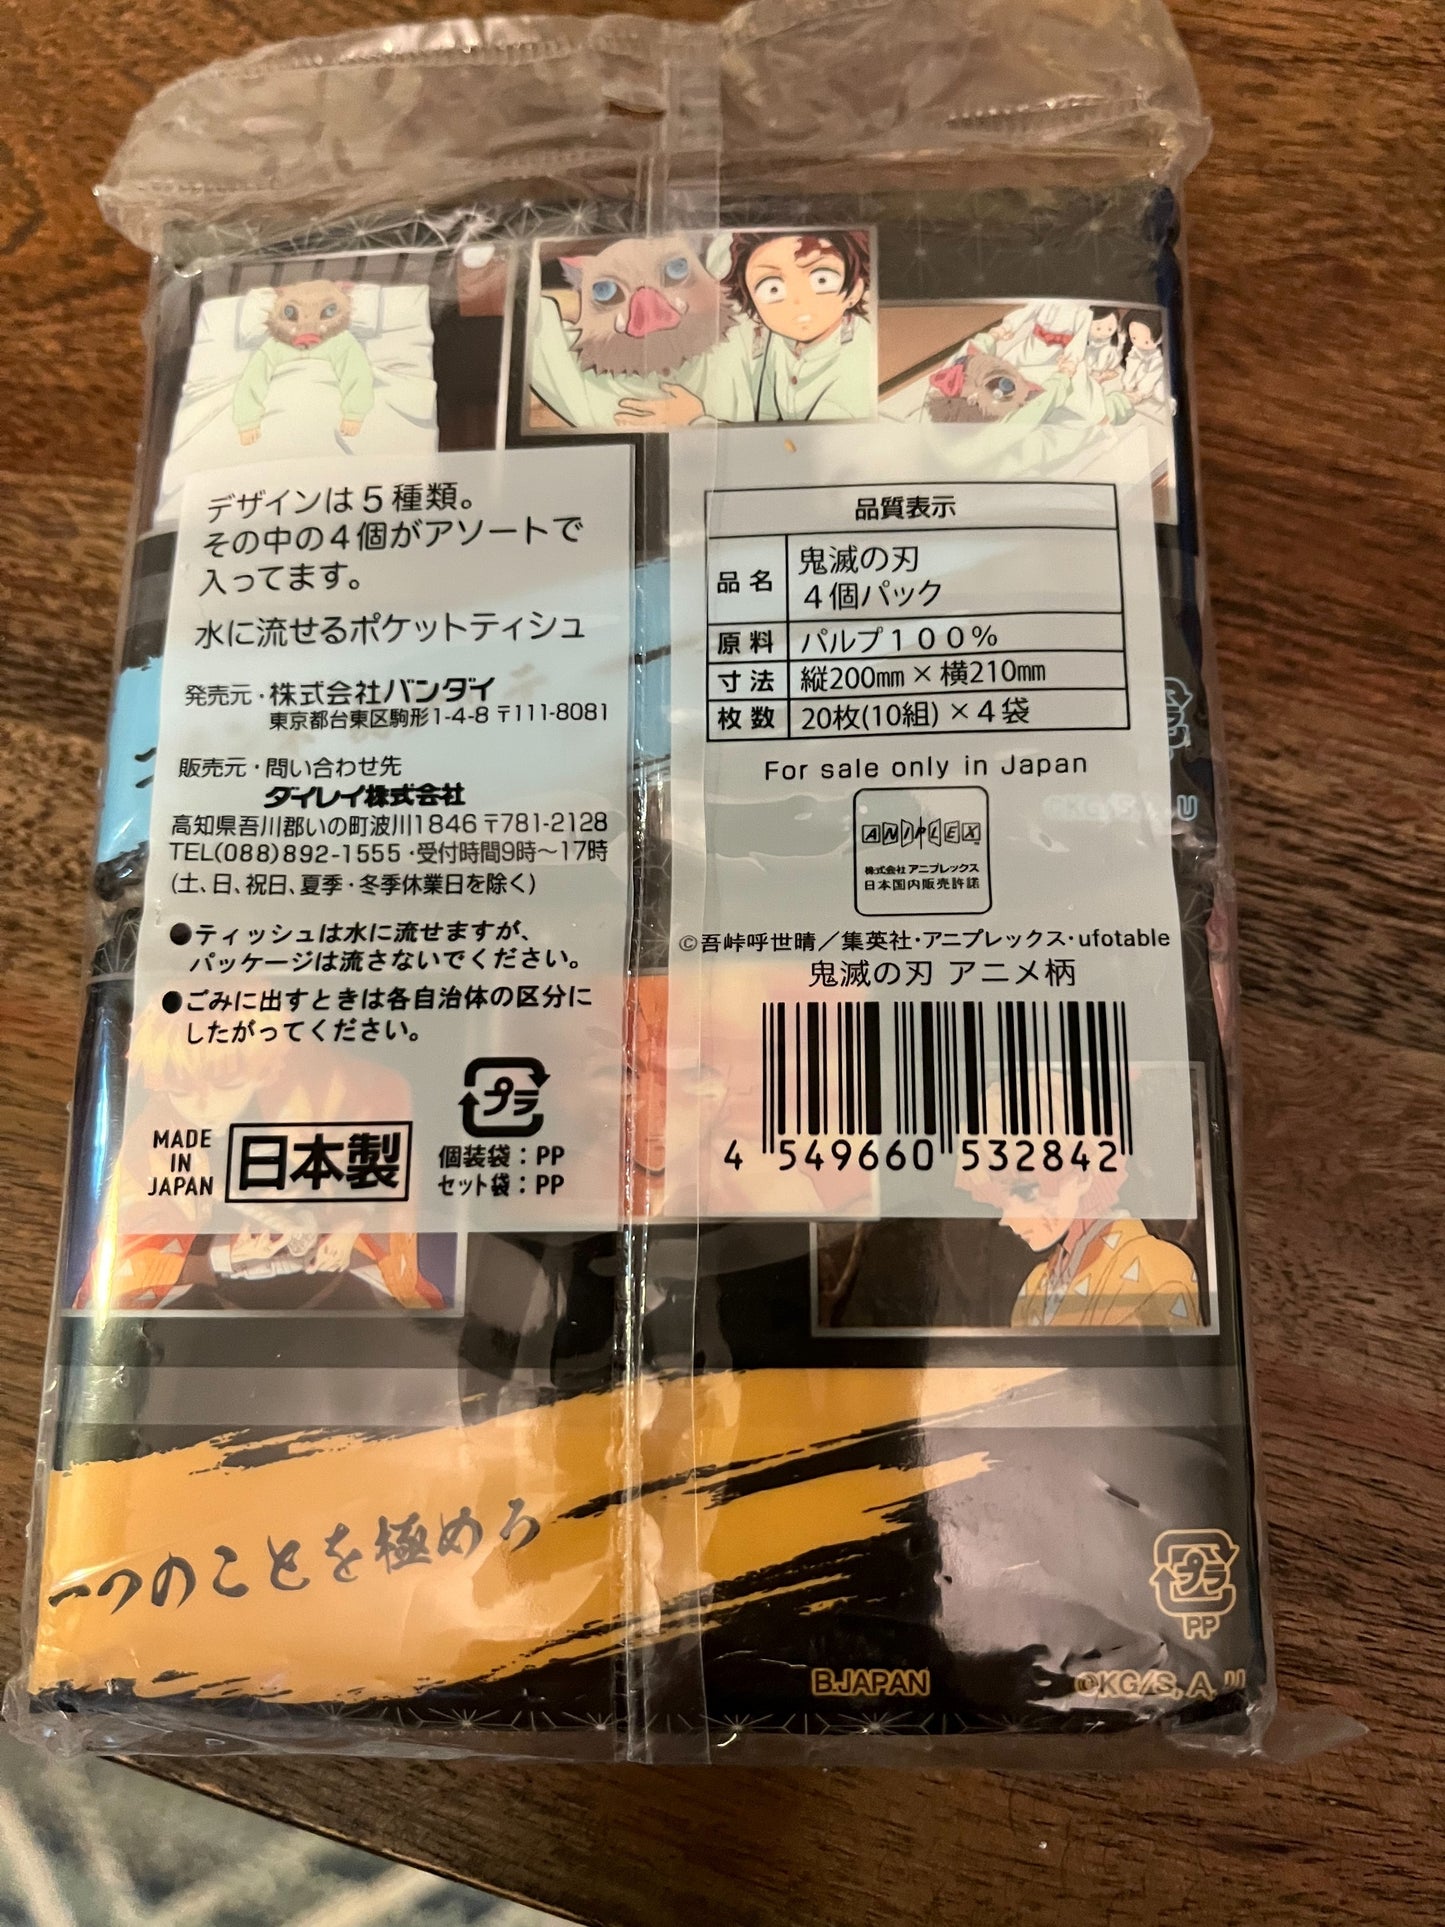 デザインは5種類。
その中の4個がアソートで
入ってます。
水に流せるポケットティシュ
発売元・株式会社バンダイ
東京都台東区駒形1-4-8 〒111-8081
販売元・問い合わせ先
ダイレイ株式会社
高知県吾川郡いの町波川1846 〒781-2128
TEL(088)892-1555・受付時間9時〜17時
(土、日、祝日、夏季・冬季休業日を除く)
●ティッシュは水に流せますが、
パッケージは流さないでください。
●ごみに出すときは各自治体の区分に
したがってください。
MADE
IN
JAPAN
日本製
プラ
個装袋：PP
セット袋：PP
品質表示
品名 鬼滅の刃
4個パック
原料 パルプ100%
寸法 縦200㎜×横210㎜
枚数 20枚(10組)×4袋
For sale only in Japan
ANIPLEX
株式会社 アニプレックス
日本国内販売許諾
©吾峠呼世晴／集英社・アニプレックス・ufotable
鬼滅の刃 アニメ柄
4 549660 532842
一つのことを極めろ
プラ
PP
B.JAPAN
©KG/S, A, U